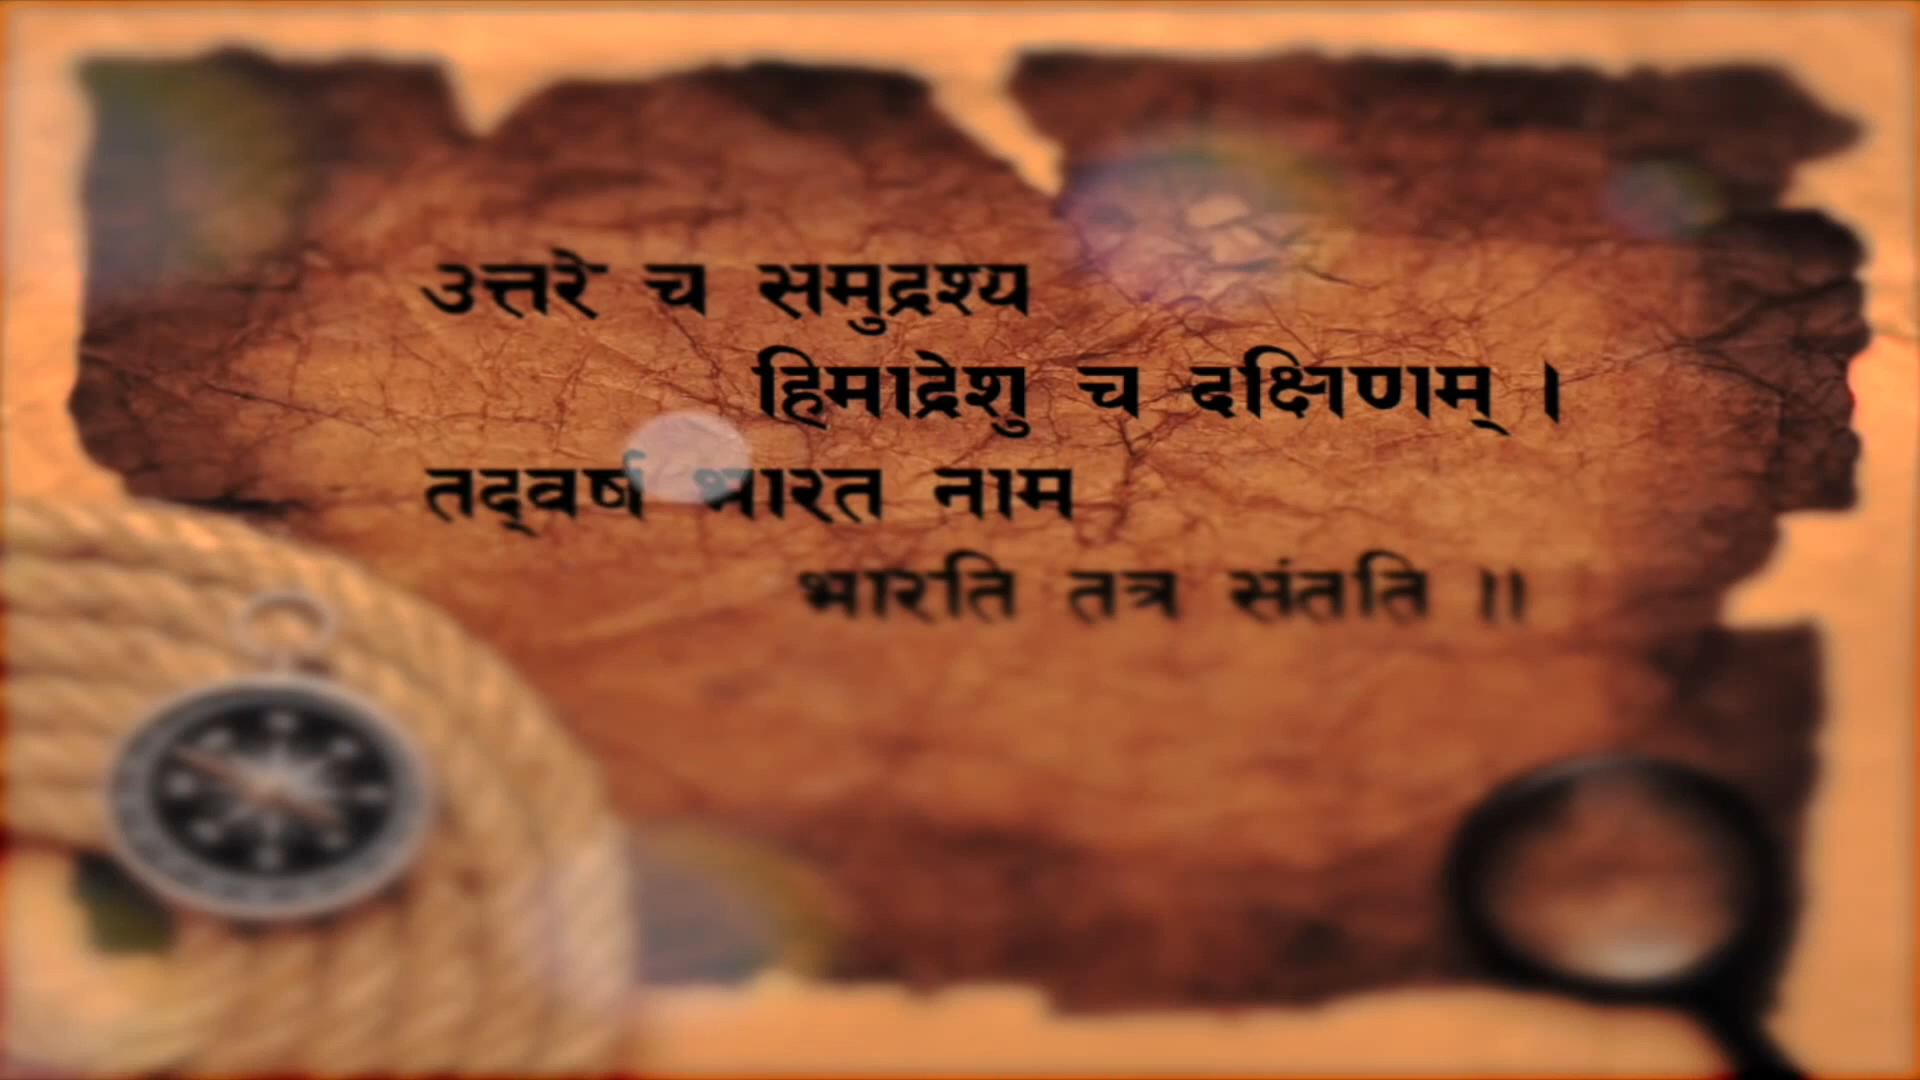 उत्तरे च समुद्रश्य
हिमाद्रेशु च दक्षिणम् ।
तद्वर्ष भारत नाम
भारति तत्र संतति ।।